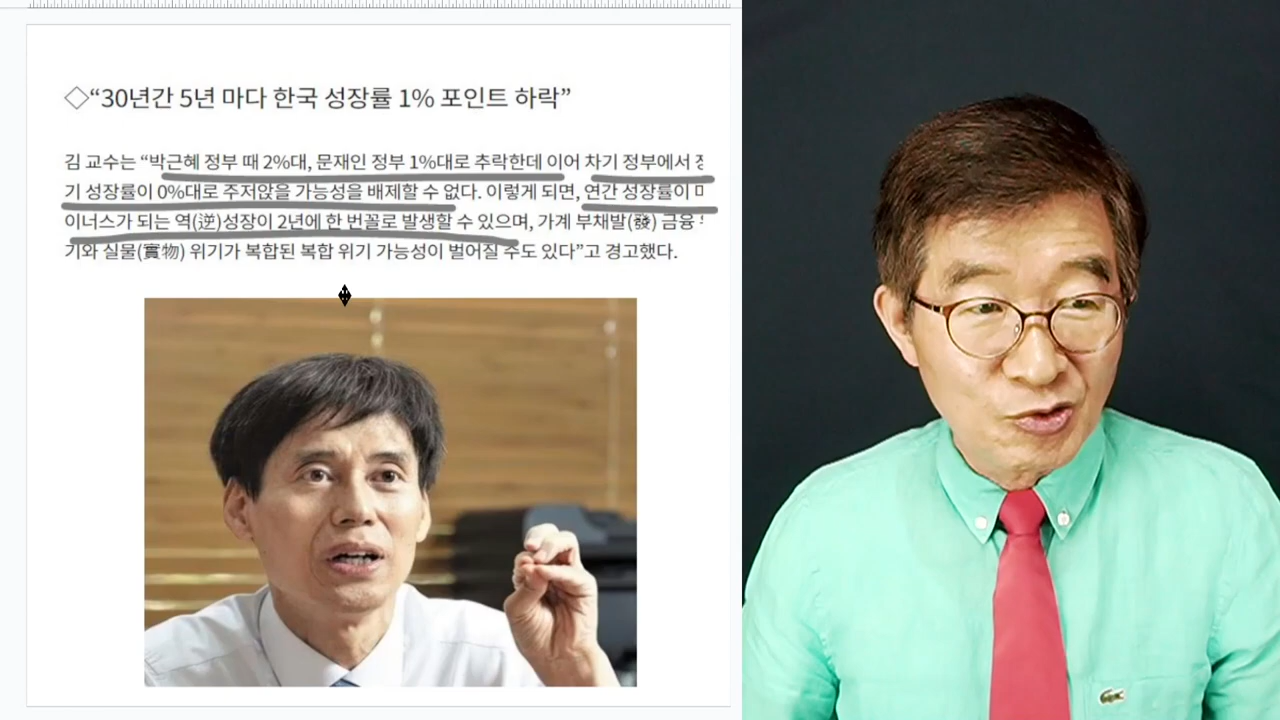 ◇“30년간 5년 마다 한국 성장률 1% 포인트 하락”
김 교수는 “박근혜 정부 때 2%대, 문재인 정부 1%대로 추락한데 이어 차기 정부에서
기 성장률이 0%대로 주저앉을 가능성을 배제할 수 없다. 이렇게 되면, 연간 성장률이 마
이너스가 되는 역(逆)성장이 2년에 한 번꼴로 발생할 수 있으며, 가계 부채발(發) 금융
기와 실물(實物) 위기가 복합된 복합 위기 가능성이 벌어질 수도 있다”고 경고했다.